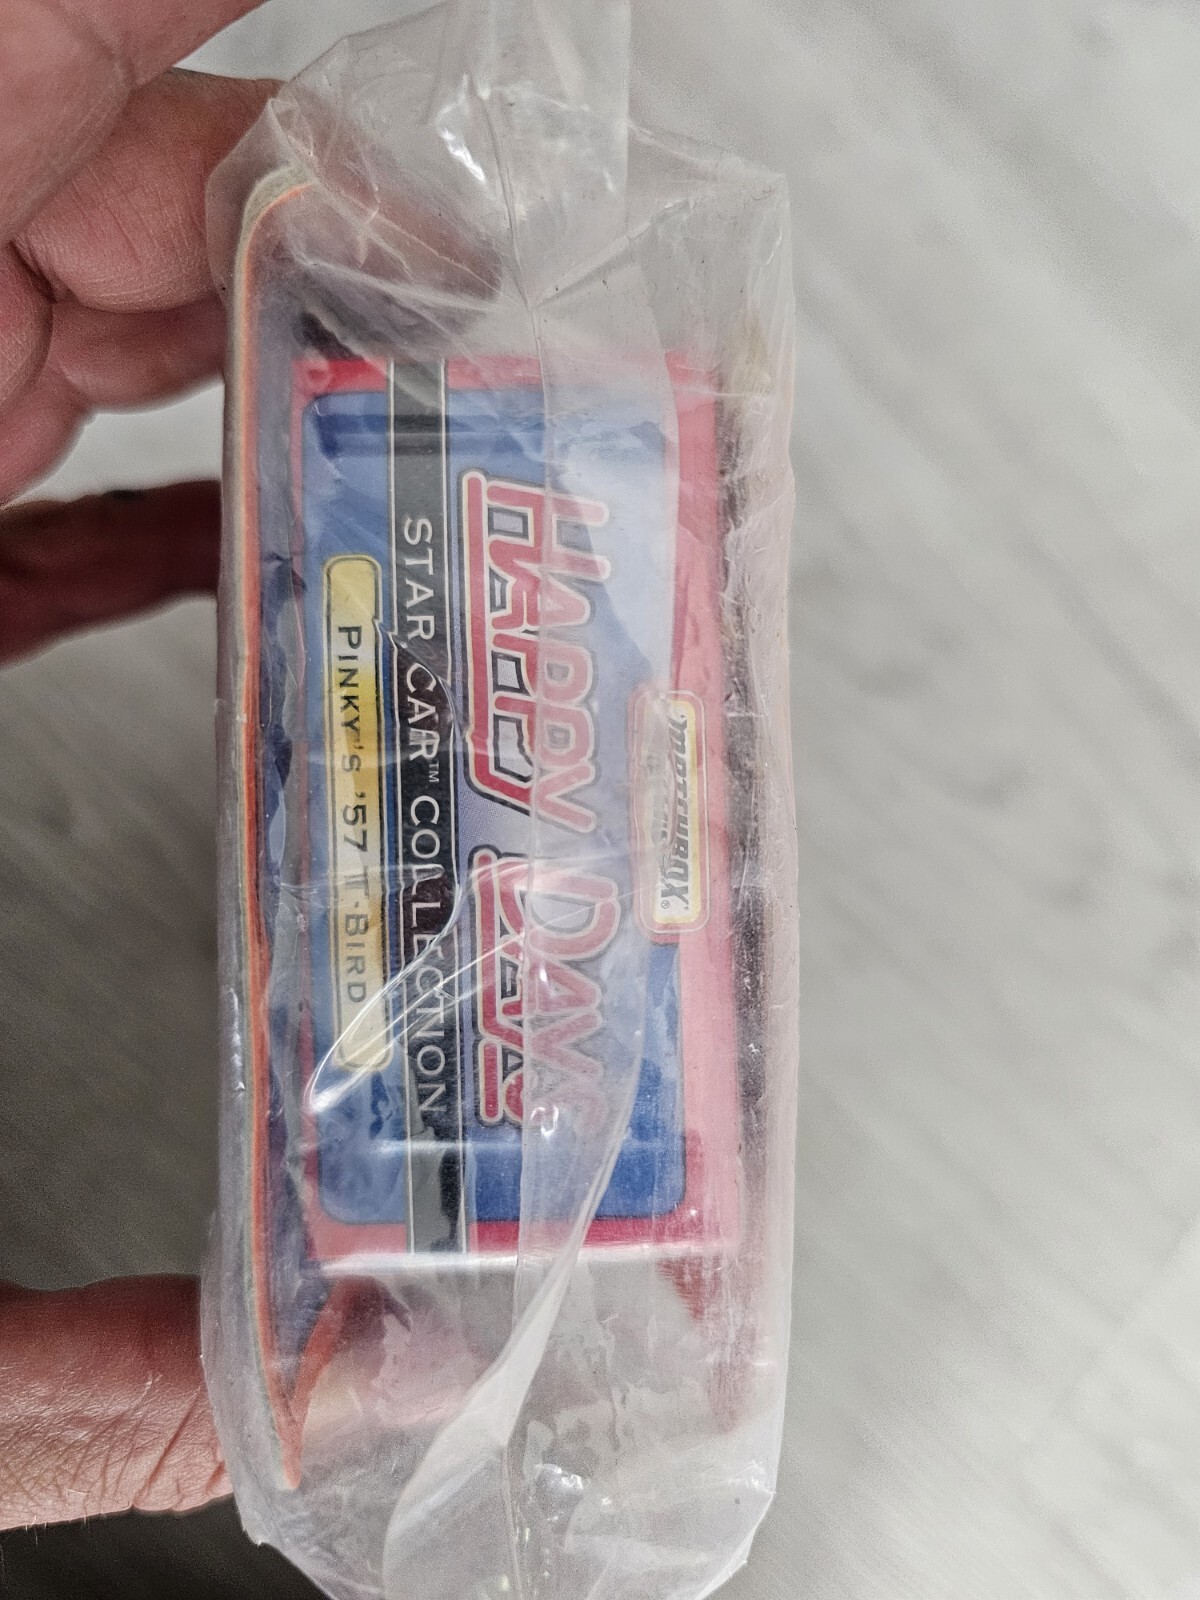 MATCHBOX®
HAPPY DAYS
STAR CAR™ COLLECTION
PINKY'S '57 T-BIRD